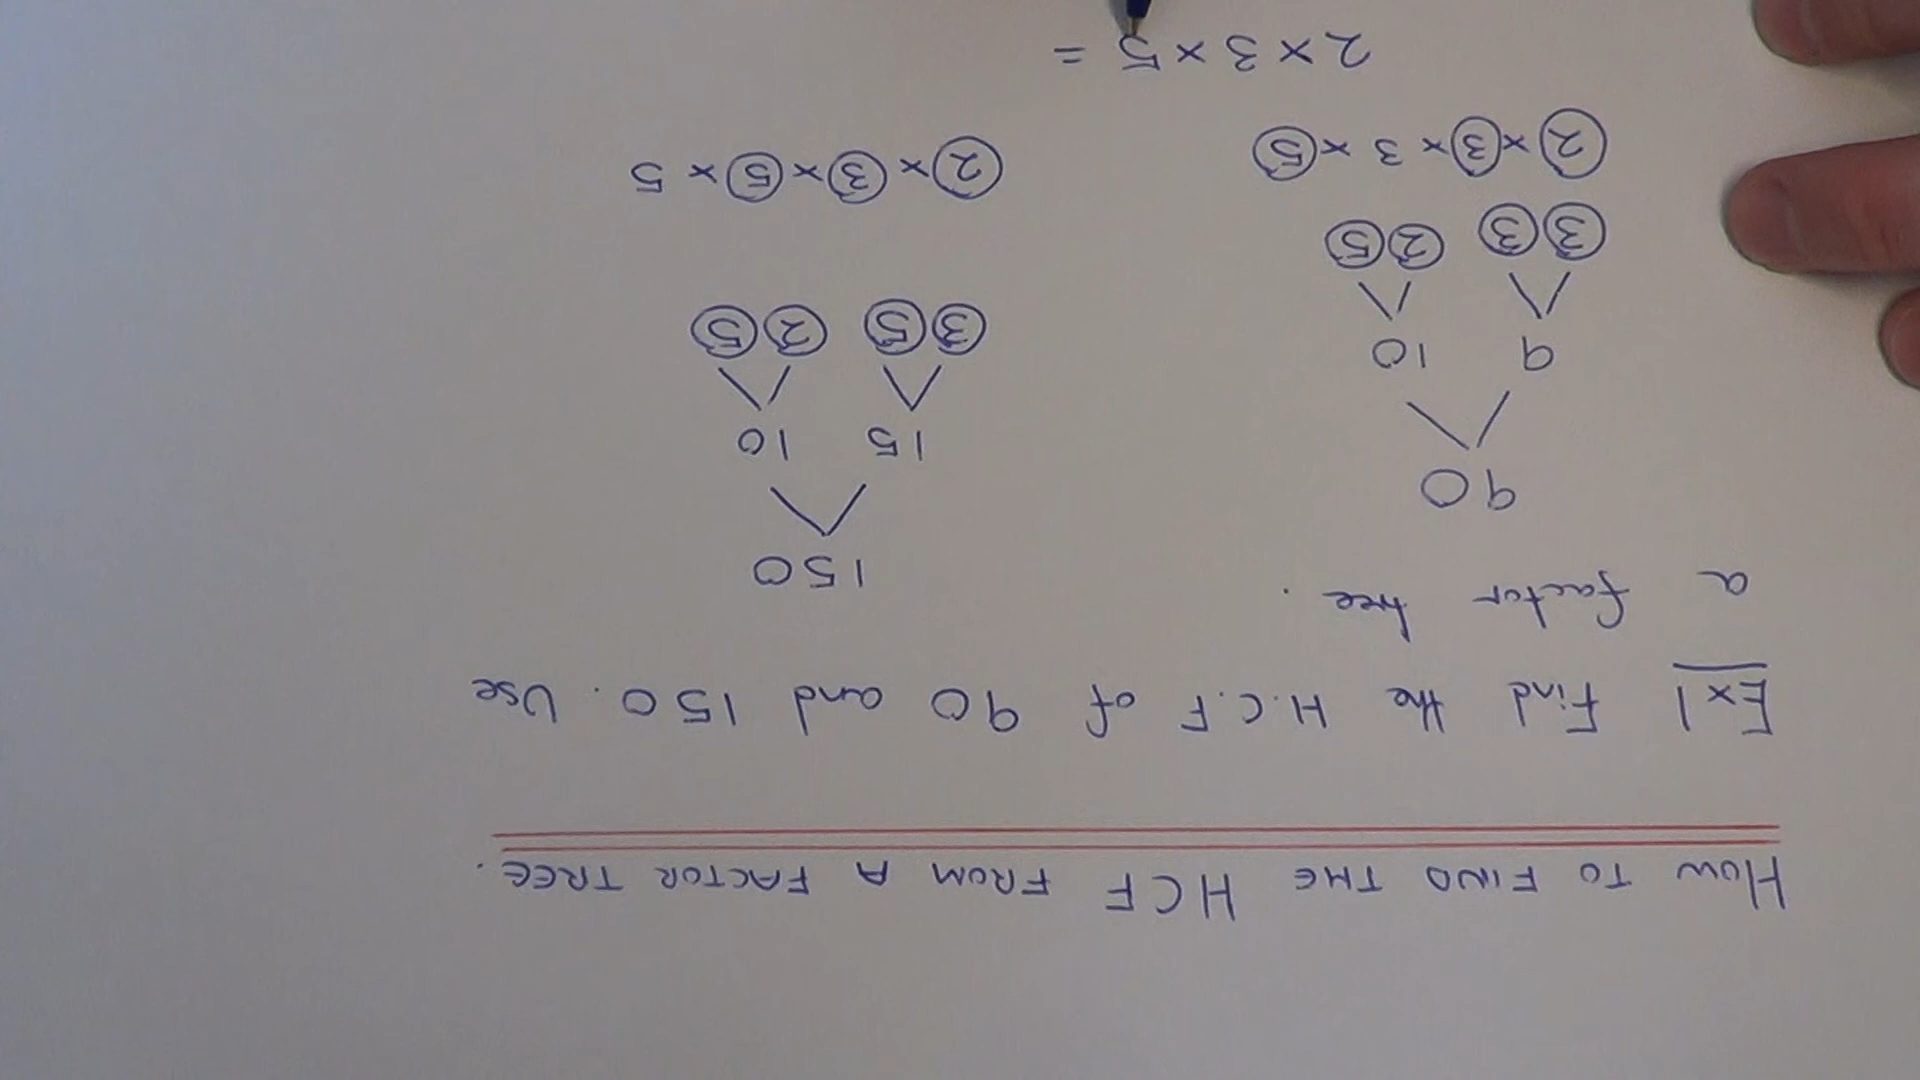 HOW TO FIND THE HCF FROM A FACTOR TREE.
Ex 1 Find the H.C.F of 90 and 150. Use
a factor tree.
90 150
9 10 15 10
3 3 2 5 3 5 2 5
2 × 3 × 3 × 5 2 × 3 × 5 × 5
2 × 3 × 5 =